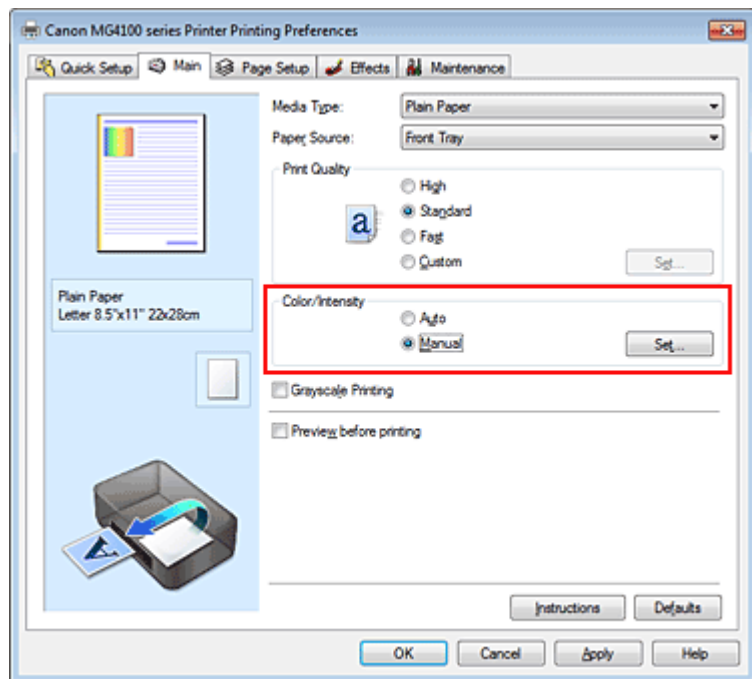 Canon MG4100 series Printer Printing Preferences
Quick Setup Main Page Setup Effects Maintenance
Media Type: Plain Paper
Paper Source: Front Tray
Print Quality
High
a Standard
Fast
Custom Set...
Plain Paper
Letter 8.5"x11" 22x28cm
Color/Intensity
Auto
Manual Set...
Grayscale Printing
Preview before printing
A
Instructions Defaults
OK Cancel Apply Help